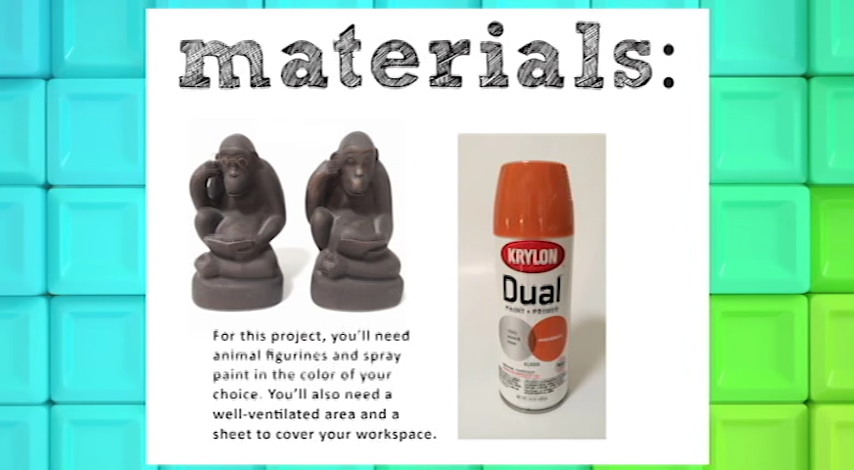 materials:
For this project, you'll need
animal figurines and spray
paint in the color of your
choice. You'll also need a
well-ventilated area and a
sheet to cover your workspace.
KRYLON
Dual
PAINT + PRIMER